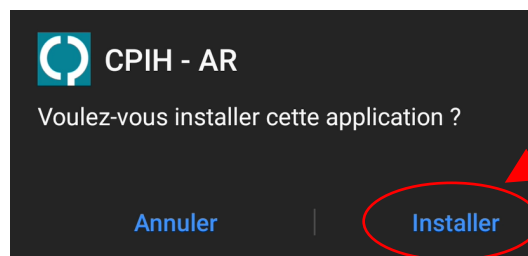 CPIH - AR
Voulez-vous installer cette application ?
Annuler
Installer